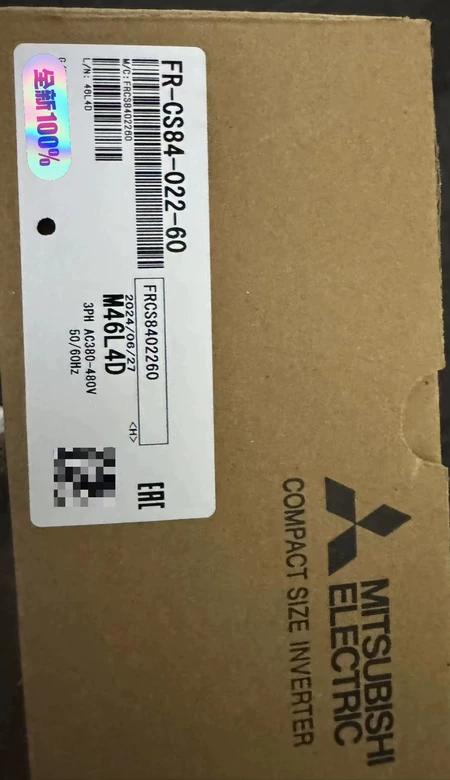 FR-CS84-022-60
M/C:FRCS8402260
L/N: 46L4D
全新100%
FRCS8402260
2024/06/27
M46L4D
<H>
3PH AC380-480V
50/60Hz
EAC
MITSUBISHI
ELECTRIC
COMPACT SIZE INVERTER